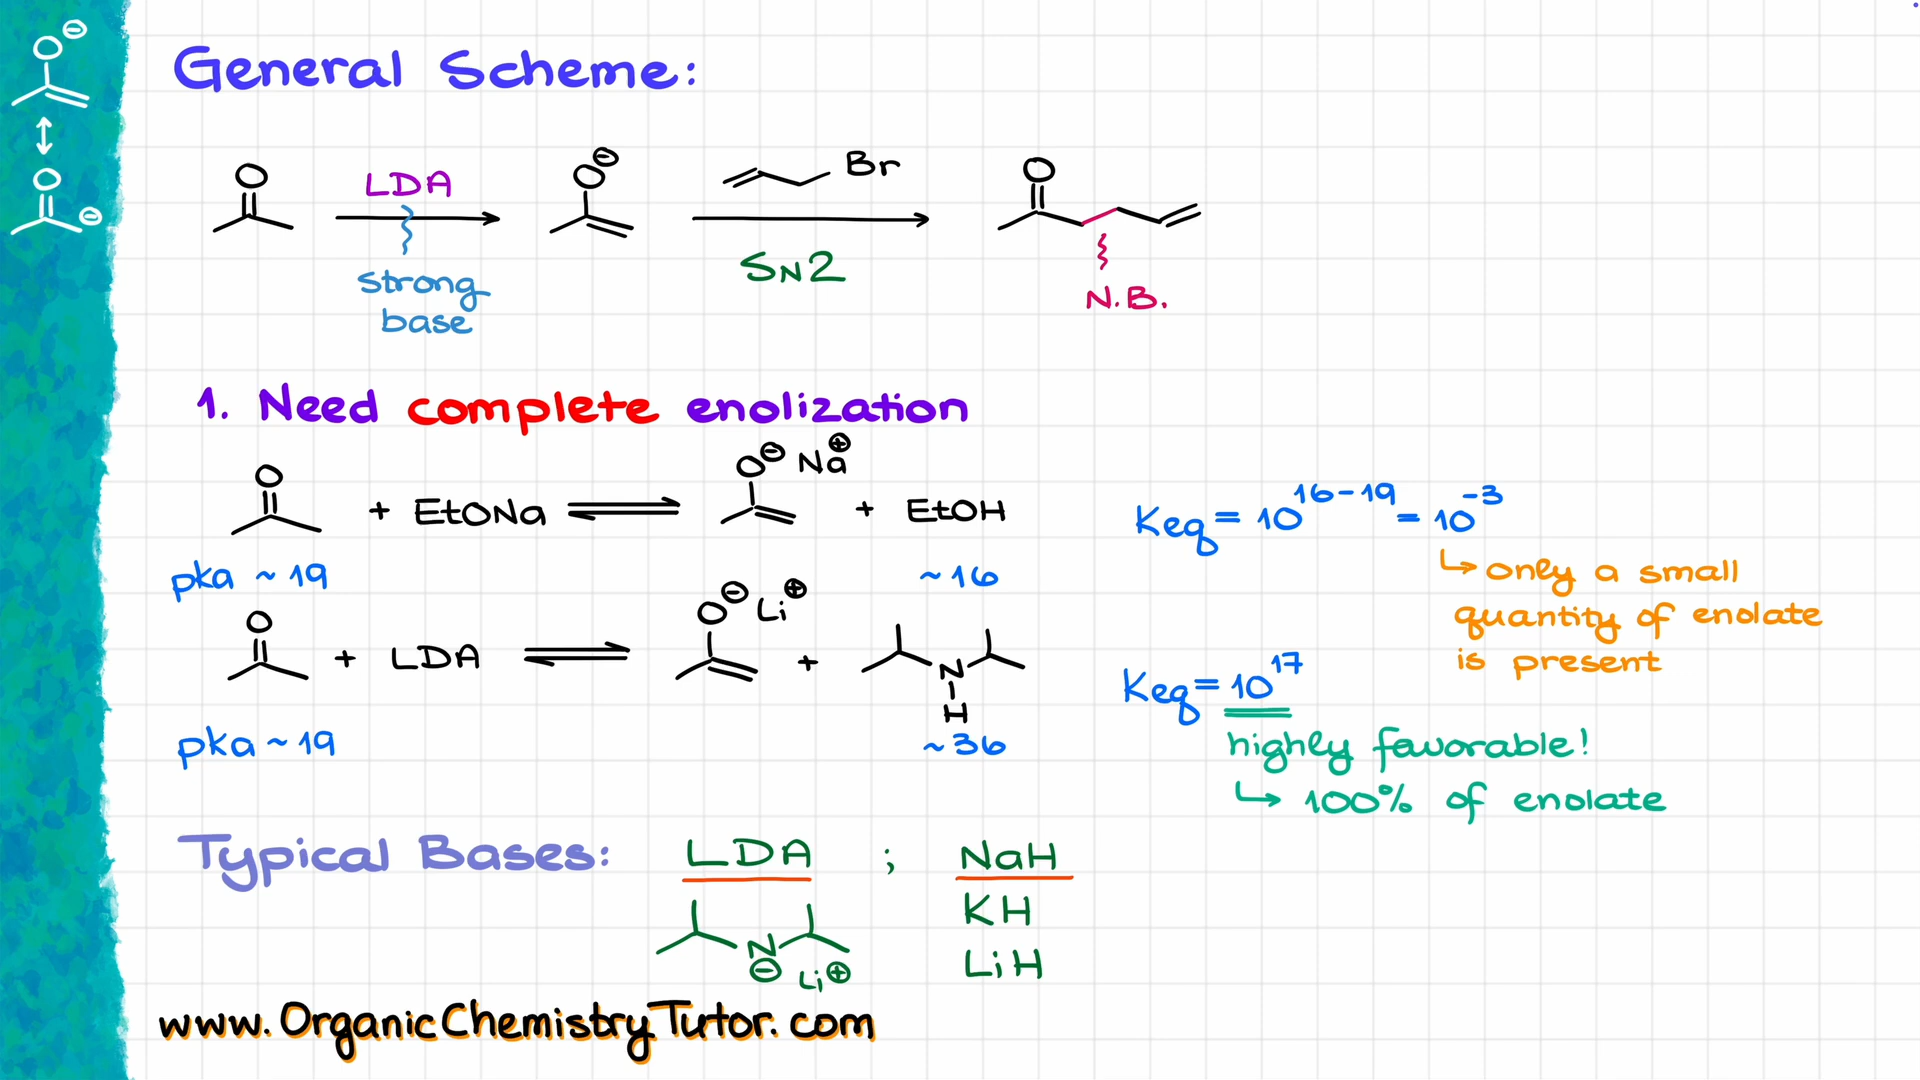 General Scheme:
O⊖
O
⊖
O
LDA
strong
base
O⊖
Br
SN2
O
N.B.
1. Need complete enolization
O + EtONa ⇌ O⊖ Na⊕ + EtOH
Keq = 10^16-19 = 10^-3
pka ~ 19
~16
↳ only a small
quantity of enolate
is present
O + LDA ⇌ O⊖ Li⊕ + N
H
Keq = 10^17
pka ~ 19
~36
highly favorable!
↳ 100% of enolate
Typical Bases: LDA ; NaH
KH
N⊖ Li⊕
LiH
www.OrganicChemistryTutor.com